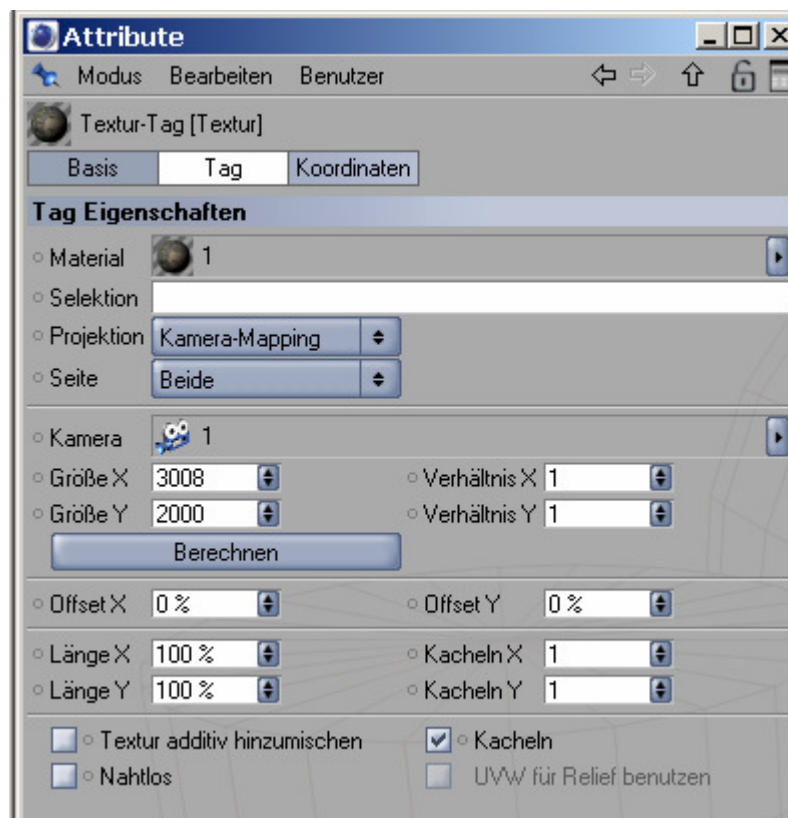 Attribute
Modus Bearbeiten Benutzer
Textur-Tag [Textur]
Basis Tag Koordinaten
Tag Eigenschaften
Material 1
Selektion
Projektion Kamera-Mapping
Seite Beide
Kamera 1
Größe X 3008 Verhältnis X 1
Größe Y 2000 Verhältnis Y 1
Berechnen
Offset X 0 % Offset Y 0 %
Länge X 100 % Kacheln X 1
Länge Y 100 % Kacheln Y 1
Textur additiv hinzumischen Kacheln
Nahtlos UVW für Relief benutzen